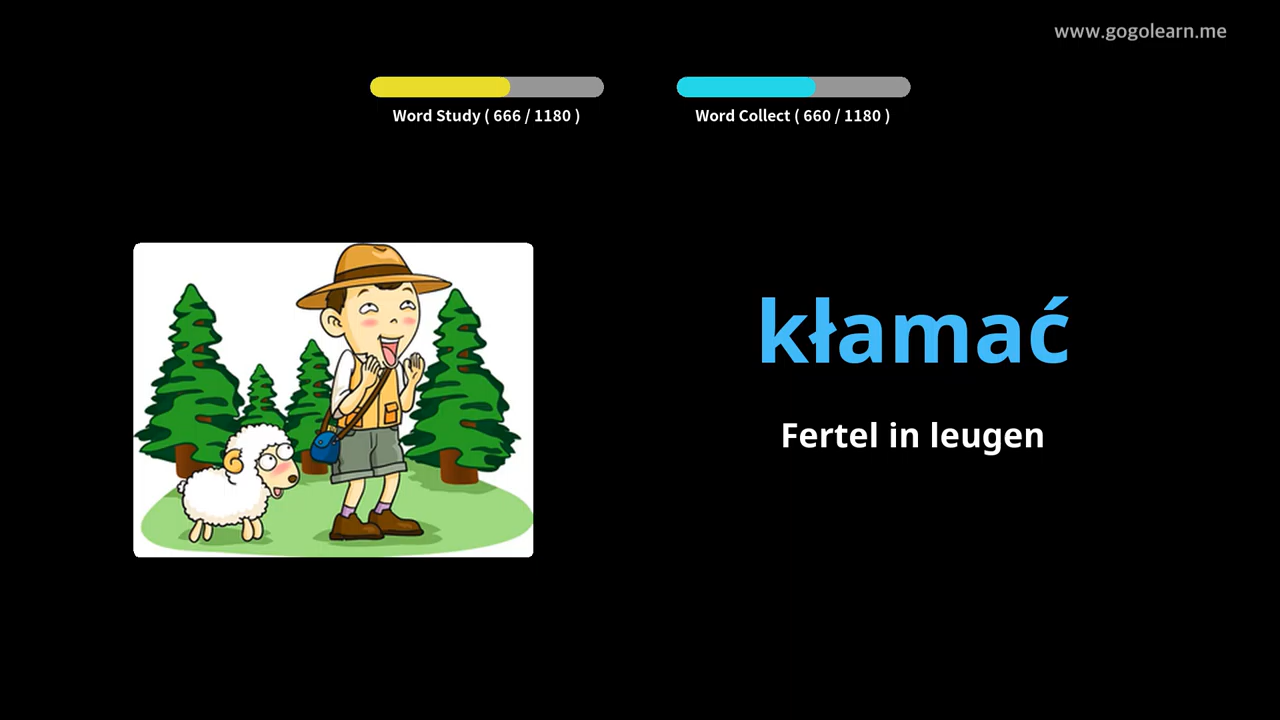 www.gogolearn.me
Word Study ( 666 / 1180 )
Word Collect ( 660 / 1180 )
kłamać
Fertel in leugen